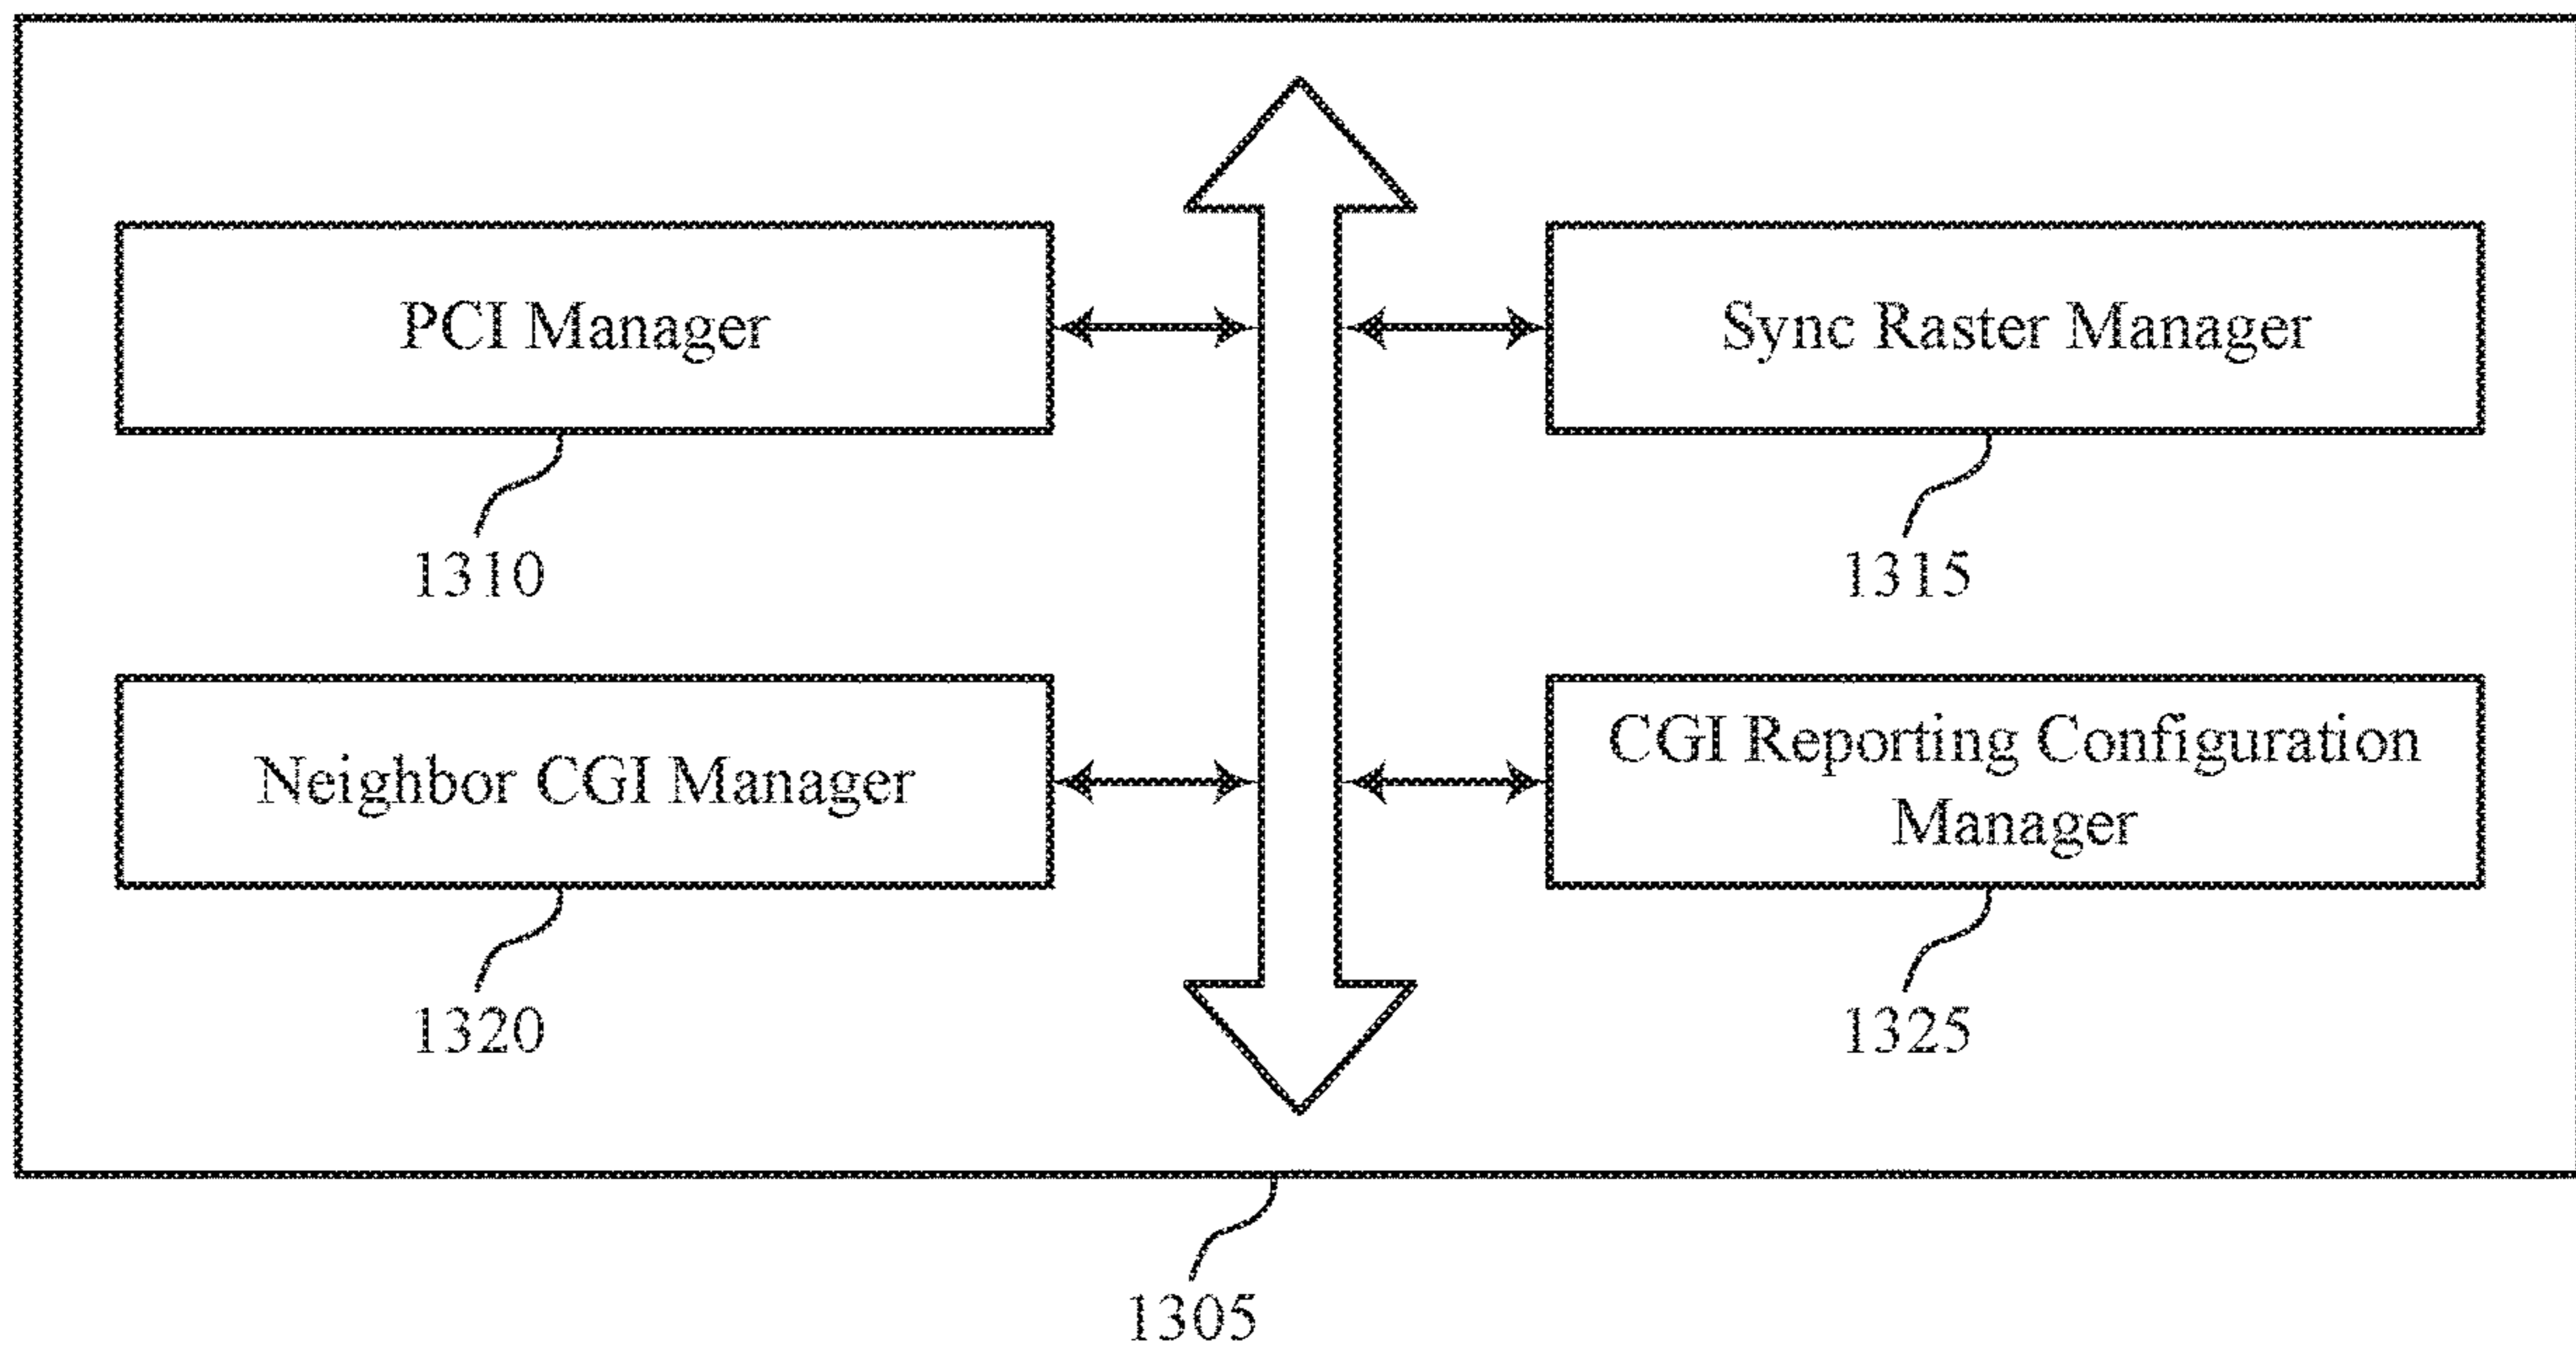 PCI Manager
Sync Raster Manager
1310
1315
Neighbor CGI Manager
CGI Reporting Configuration
Manager
1320
1325
1305